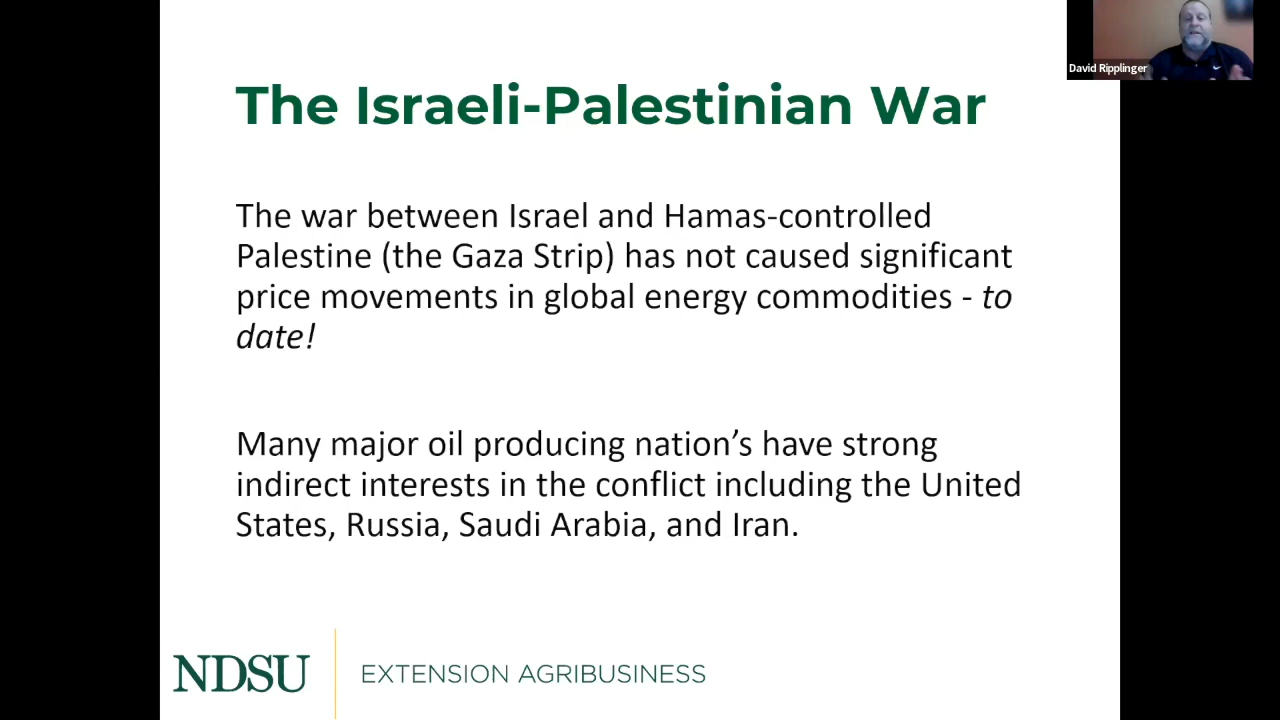 David Ripplinger
The Israeli-Palestinian War
The war between Israel and Hamas-controlled
Palestine (the Gaza Strip) has not caused significant
price movements in global energy commodities - to
date!
Many major oil producing nation’s have strong
indirect interests in the conflict including the United
States, Russia, Saudi Arabia, and Iran.
NDSU
EXTENSION AGRIBUSINESS